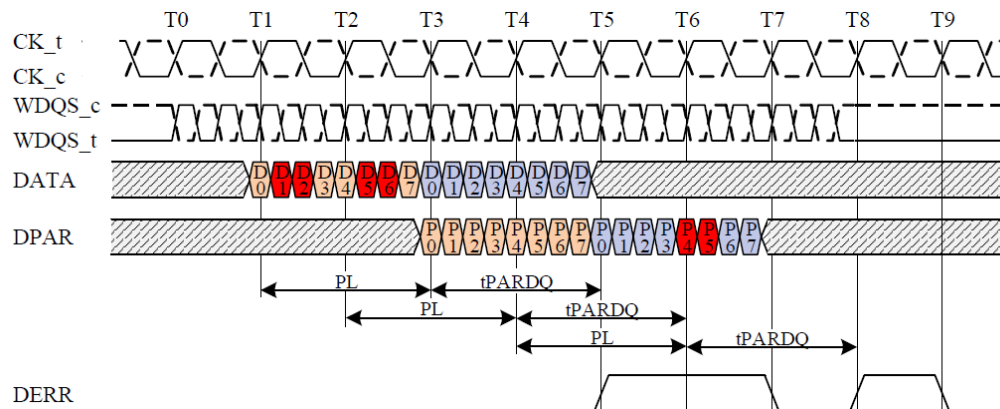 T0 T1 T2 T3 T4 T5 T6 T7 T8 T9
CK_t
CK_c
WDQS_c
WDQS_t
DATA D0 D1 D2 D3 D4 D5 D6 D7 D0 D1 D2 D3 D4 D5 D6 D7
DPAR P0 P1 P2 P3 P4 P5 P6 P7 P0 P1 P2 P3 P4 P5 P6 P7
PL tPARDQ
PL tPARDQ
PL tPARDQ
DERR